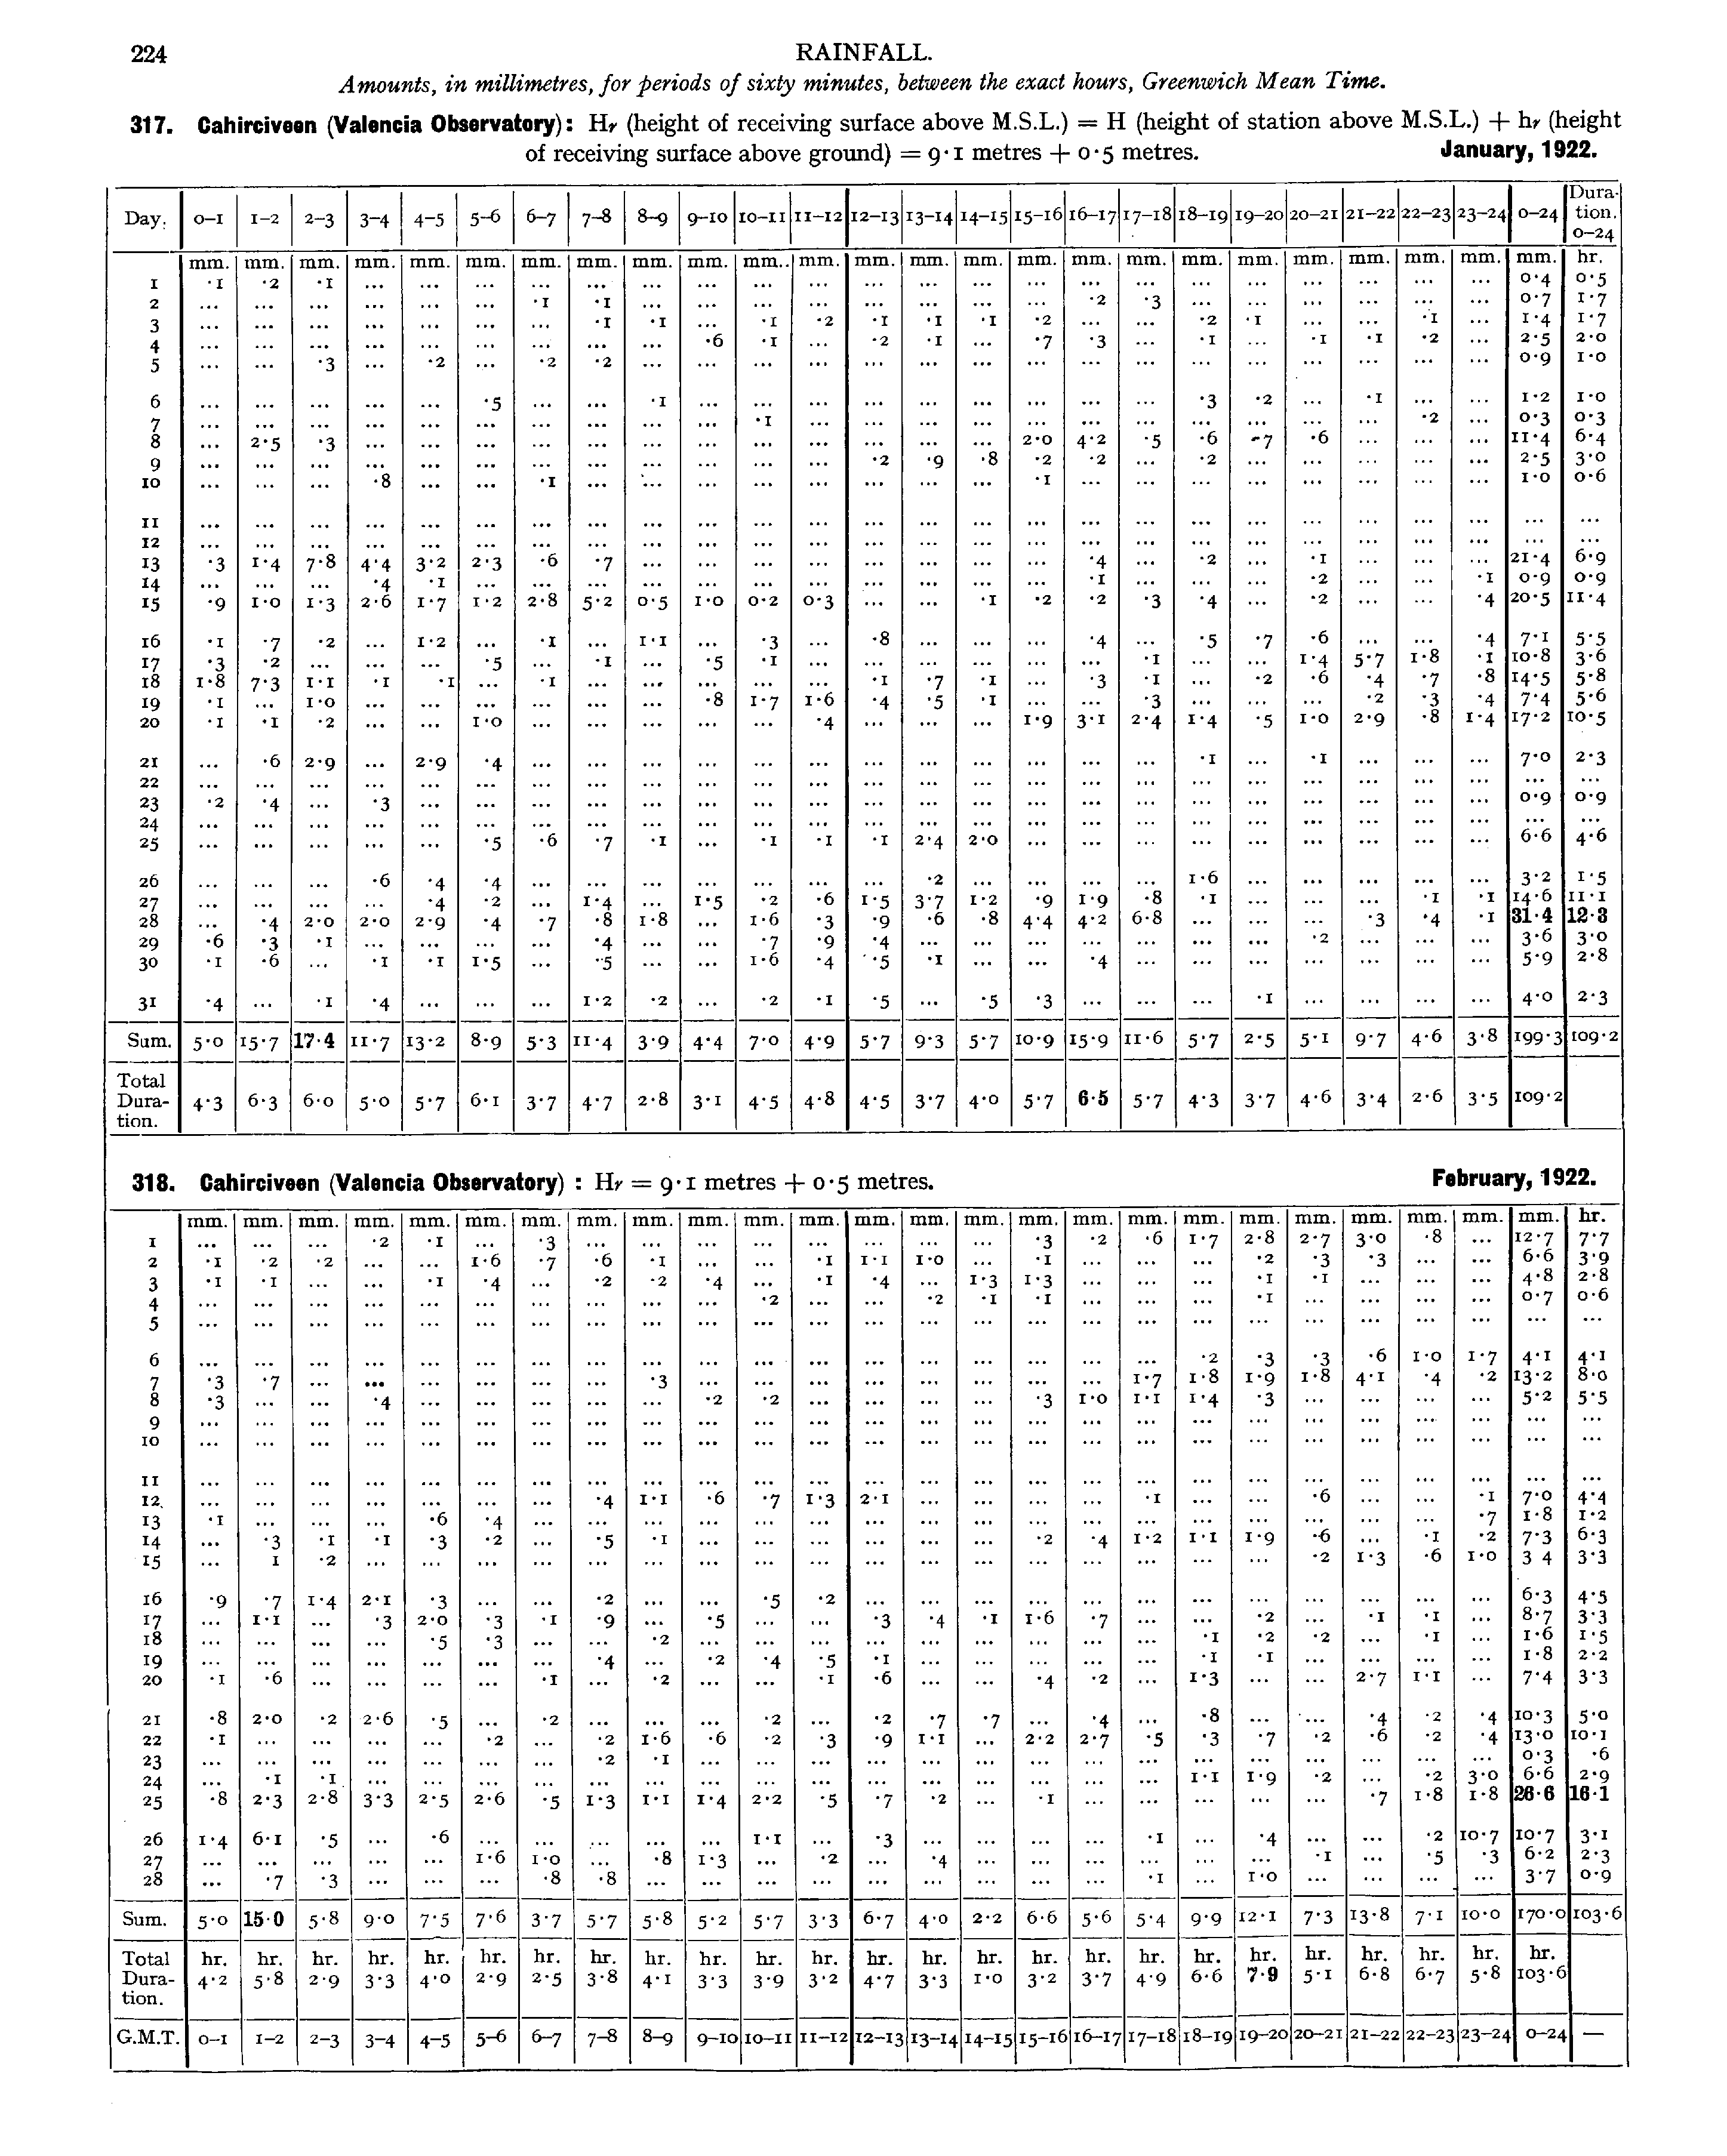 224
RAINFALL.
Amounts, in millimetres, for periods of sixty minutes, between the exact hours, Greenwich Mean Time.
317. Cahirciveen (Valencia Observatory): Hr (height of receiving surface above M.S.L.) = H (height of station above M.S.L.) + hr (height
of receiving surface above ground) = 9·1 metres + 0·5 metres. January, 1922.
Day. 0–1 1–2 2–3 3–4 4–5 5–6 6–7 7–8 8–9 9–10 10–11 11–12 12–13 13–14 14–15 15–16 16–17 17–18 18–19 19–20 20–21 21–22 22–23 23–24 0–24 Dura-tion. 0–24
mm. mm. mm. mm. mm. mm. mm. mm. mm. mm. mm. mm. mm. mm. mm. mm. mm. mm. mm. mm. mm. mm. mm. mm. mm. hr.
1 ·1 ·2 ·1 ... ... ... ... ... ... ... ... ... ... ... ... ... ... ... ... ... ... ... ... ... 0·4 0·5
2 ... ... ... ... ... ... ·1 ·1 ... ... ... ... ... ... ... ... ·2 ·3 ... ... ... ... ... ... 0·7 1·7
3 ... ... ... ... ... ... ... ·1 ·1 ... ·1 ·2 ·1 ·1 ·1 ·2 ... ... ·2 ·1 ... ... ·1 ... 1·4 1·7
4 ... ... ... ... ... ... ... ... ... ·6 ·1 ... ·2 ·1 ... ·7 ·3 ... ·1 ... ·1 ·1 ·2 ... 2·5 2·0
5 ... ... ·3 ... ·2 ... ·2 ·2 ... ... ... ... ... ... ... ... ... ... ... ... ... ... ... ... 0·9 1·0
6 ... ... ... ... ... ·5 ... ... ·1 ... ... ... ... ... ... ... ... ... ·3 ·2 ... ·1 ... ... 1·2 1·0
7 ... ... ... ... ... ... ... ... ... ... ·1 ... ... ... ... ... ... ... ... ... ... ... ·2 ... 0·3 0·3
8 ... 2·5 ·3 ... ... ... ... ... ... ... ... ... ... ... ... 2·0 4·2 ·5 ·6 ·7 ·6 ... ... ... 11·4 6·4
9 ... ... ... ... ... ... ... ... ... ... ... ... ·2 ·9 ·8 ·2 ·2 ... ·2 ... ... ... ... ... 2·5 3·0
10 ... ... ... ·8 ... ... ·1 ... ... ... ... ... ... ... ... ·1 ... ... ... ... ... ... ... ... 1·0 0·6
11 ... ... ... ... ... ... ... ... ... ... ... ... ... ... ... ... ... ... ... ... ... ... ... ... ... ...
12 ... ... ... ... ... ... ... ... ... ... ... ... ... ... ... ... ... ... ... ... ... ... ... ... ... ...
13 ·3 1·4 7·8 4·4 3·2 2·3 ·6 ·7 ... ... ... ... ... ... ... ... ·4 ... ·2 ... ·1 ... ... ... 21·4 6·9
14 ... ... ... ·4 ·1 ... ... ... ... ... ... ... ... ... ... ... ·1 ... ... ... ·2 ... ... ·1 0·9 0·9
15 ·9 1·0 1·3 2·6 1·7 1·2 2·8 5·2 0·5 1·0 0·2 0·3 ... ... ·1 ·2 ·2 ·3 ·4 ... ·2 ... ... ·4 20·5 11·4
16 ·1 ·7 ·2 ... 1·2 ... ·1 ... 1·1 ... ·3 ... ·8 ... ... ... ·4 ... ·5 ·7 ·6 ... ... ·4 7·1 5·5
17 ·3 ·2 ... ... ... ·5 ... ·1 ... ·5 ·1 ... ... ... ... ... ... ·1 ... ... 1·4 5·7 1·8 ·1 10·8 3·6
18 1·8 7·3 1·1 ·1 ·1 ... ·1 ... ... ... ... ... ·1 ·7 ·1 ... ·3 ·1 ... ·2 ·6 ·4 ·7 ·8 14·5 5·8
19 ·1 ... 1·0 ... ... ... ... ... ... ·8 1·7 1·6 ·4 ·5 ·1 ... ... ·3 ... ... ... ·2 ·3 ·4 7·4 5·6
20 ·1 ·1 ·2 ... ... 1·0 ... ... ... ... ... ·4 ... ... ... 1·9 3·1 2·4 1·4 ·5 1·0 2·9 ·8 1·4 17·2 10·5
21 ... ·6 2·9 ... 2·9 ·4 ... ... ... ... ... ... ... ... ... ... ... ... ·1 ... ·1 ... ... ... 7·0 2·3
22 ... ... ... ... ... ... ... ... ... ... ... ... ... ... ... ... ... ... ... ... ... ... ... ... ... ...
23 ·2 ·4 ... ·3 ... ... ... ... ... ... ... ... ... ... ... ... ... ... ... ... ... ... ... ... 0·9 0·9
24 ... ... ... ... ... ... ... ... ... ... ... ... ... ... ... ... ... ... ... ... ... ... ... ... ... ...
25 ... ... ... ... ... ·5 ·6 ·7 ·1 ... ·1 ·1 ·1 2·4 2·0 ... ... ... ... ... ... ... ... ... 6·6 4·6
26 ... ... ... ·6 ·4 ·4 ... ... ... ... ... ... ... ·2 ... ... ... ... 1·6 ... ... ... ... ... 3·2 1·5
27 ... ... ... ... ·4 ·2 ... 1·4 ... 1·5 ·2 ·6 1·5 3·7 1·2 ·9 1·9 ·8 ·1 ... ... ... ·1 ·1 14·6 11·1
28 ... ·4 2·0 2·0 2·9 ·4 ·7 ·8 1·8 ... 1·6 ·3 ·9 ·6 ·8 4·4 4·2 6·8 ... ... ... ·3 ·4 ·1 31·4 12·3
29 ·6 ·3 ·1 ... ... ... ... ·4 ... ... ·7 ·9 ·4 ... ... ... ... ... ... ... ·2 ... ... ... 3·6 3·0
30 ·1 ·6 ... ·1 ·1 1·5 ... ·5 ... ... 1·6 ·4 ·5 ·1 ... ... ·4 ... ... ... ... ... ... ... 5·9 2·8
31 ·4 ... ·1 ·4 ... ... ... 1·2 ·2 ... ·2 ·1 ·5 ... ·5 ·3 ... ... ... ·1 ... ... ... ... 4·0 2·3
Sum. 5·0 15·7 17·4 11·7 13·2 8·9 5·3 11·4 3·9 4·4 7·0 4·9 5·7 9·3 5·7 10·9 15·9 11·6 5·7 2·5 5·1 9·7 4·6 3·8 199·3 109·2
Total
Dura- 4·3 6·3 6·0 5·0 5·7 6·1 3·7 4·7 2·8 3·1 4·5 4·8 4·5 3·7 4·0 5·7 6·5 5·7 4·3 3·7 4·6 3·4 2·6 3·5 109·2
tion.
318. Cahirciveen (Valencia Observatory) : Hr = 9·1 metres + 0·5 metres. February, 1922.
mm. mm. mm. mm. mm. mm. mm. mm. mm. mm. mm. mm. mm. mm. mm. mm. mm. mm. mm. mm. mm. mm. mm. mm. mm. hr.
1 ... ... ... ·2 ·1 ... ·3 ... ... ... ... ... ... ... ... ·3 ·2 ·6 1·7 2·8 2·7 3·0 ·8 ... 12·7 7·7
2 ·1 ·2 ·2 ... ... 1·6 ·7 ·6 ·1 ... ... ·1 1·1 1·0 ... ·1 ... ... ... ·2 ·3 ·3 ... ... 6·6 3·9
3 ·1 ·1 ... ... ·1 ·4 ... ·2 ·2 ·4 ... ·1 ·4 ... 1·3 1·3 ... ... ... ·1 ·1 ... ... ... 4·8 2·8
4 ... ... ... ... ... ... ... ... ... ... ·2 ... ... ·2 ·1 ·1 ... ... ... ·1 ... ... ... ... 0·7 0·6
5 ... ... ... ... ... ... ... ... ... ... ... ... ... ... ... ... ... ... ... ... ... ... ... ... ... ...
6 ... ... ... ... ... ... ... ... ... ... ... ... ... ... ... ... ... ... ·2 ·3 ·3 ·6 1·0 1·7 4·1 4·1
7 ·3 ·7 ... ... ... ... ... ... ·3 ... ... ... ... ... ... ... ... 1·7 1·8 1·9 1·8 4·1 ·4 ·2 13·2 8·0
8 ·3 ... ... ·4 ... ... ... ... ... ·2 ·2 ... ... ... ... ·3 1·0 1·1 1·4 ·3 ... ... ... ... 5·2 5·5
9 ... ... ... ... ... ... ... ... ... ... ... ... ... ... ... ... ... ... ... ... ... ... ... ... ... ...
10 ... ... ... ... ... ... ... ... ... ... ... ... ... ... ... ... ... ... ... ... ... ... ... ... ... ...
11 ... ... ... ... ... ... ... ... ... ... ... ... ... ... ... ... ... ... ... ... ... ... ... ... ... ...
12 ... ... ... ... ... ... ... ·4 1·1 ·6 ·7 1·3 2·1 ... ... ... ... ·1 ... ... ·6 ... ... ·1 7·0 4·4
13 ·1 ... ... ... ·6 ·4 ... ... ... ... ... ... ... ... ... ... ... ... ... ... ... ... ... ·7 1·8 1·2
14 ... ·3 ·1 ·1 ·3 ·2 ... ·5 ·1 ... ... ... ... ... ... ·2 ·4 1·2 1·1 1·9 ·6 ... ·1 ·2 7·3 6·3
15 ... 1 ·2 ... ... ... ... ... ... ... ... ... ... ... ... ... ... ... ... ... ·2 1·3 ·6 1·0 3 4 3·3
16 ·9 ·7 1·4 2·1 ·3 ... ... ·2 ... ... ·5 ·2 ... ... ... ... ... ... ... ... ... ... ... ... 6·3 4·5
17 ... 1·1 ... ·3 2·0 ·3 ·1 ·9 ... ·5 ... ... ·3 ·4 ·1 1·6 ·7 ... ... ·2 ... ·1 ·1 ... 8·7 3·3
18 ... ... ... ... ·5 ·3 ... ... ·2 ... ... ... ... ... ... ... ... ... ·1 ·2 ·2 ... ·1 ... 1·6 1·5
19 ... ... ... ... ... ... ... ·4 ... ·2 ·4 ·5 ·1 ... ... ... ... ... ·1 ·1 ... ... ... ... 1·8 2·2
20 ·1 ·6 ... ... ... ... ·1 ... ·2 ... ... ·1 ·6 ... ... ·4 ·2 ... 1·3 ... ... 2·7 1·1 ... 7·4 3·3
21 ·8 2·0 ·2 2·6 ·5 ... ·2 ... ... ... ·2 ... ·2 ·7 ·7 ... ·4 ... ·8 ... ... ·4 ·2 ·4 10·3 5·0
22 ·1 ... ... ... ... ·2 ... ·2 1·6 ·6 ·2 ·3 ·9 1·1 ... 2·2 2·7 ·5 ·3 ·7 ·2 ·6 ·2 ·4 13·0 10·1
23 ... ... ... ... ... ... ... ·2 ·1 ... ... ... ... ... ... ... ... ... ... ... ... ... ... ... 0·3 ·6
24 ... ·1 ·1 ... ... ... ... ... ... ... ... ... ... ... ... ... ... ... 1·1 1·9 ·2 ... ·2 3·0 6·6 2·9
25 ·8 2·3 2·8 3·3 2·5 2·6 ·5 1·3 1·1 1·4 2·2 ·5 ·7 ·2 ... ·1 ... ... ... ... ... ·7 1·8 1·8 26·6 16·1
26 1·4 6·1 ·5 ... ·6 ... ... ... ... ... 1·1 ... ·3 ... ... ... ... ·1 ... ·4 ... ... ·2 10·7 10·7 3·1
27 ... ... ... ... ... 1·6 1·0 ... ·8 1·3 ... ·2 ... ·4 ... ... ... ... ... ... ·1 ... ·5 ·3 6·2 2·3
28 ... ·7 ·3 ... ... ... ·8 ·8 ... ... ... ... ... ... ... ... ... ·1 ... 1·0 ... ... ... ... 3·7 0·9
Sum. 5·0 15·0 5·8 9·0 7·5 7·6 3·7 5·7 5·8 5·2 5·7 3·3 6·7 4·0 2·2 6·6 5·6 5·4 9·9 12·1 7·3 13·8 7·1 10·0 170·0 103·6
Total hr. hr. hr. hr. hr. hr. hr. hr. hr. hr. hr. hr. hr. hr. hr. hr. hr. hr. hr. hr. hr. hr. hr. hr. hr.
Dura- 4·2 5·8 2·9 3·3 4·0 2·9 2·5 3·8 4·1 3·3 3·9 3·2 4·7 3·3 1·0 3·2 3·7 4·9 6·6 7·9 5·1 6·8 6·7 5·8 103·6
tion.
G.M.T. 0–1 1–2 2–3 3–4 4–5 5–6 6–7 7–8 8–9 9–10 10–11 11–12 12–13 13–14 14–15 15–16 16–17 17–18 18–19 19–20 20–21 21–22 22–23 23–24 0–24 —